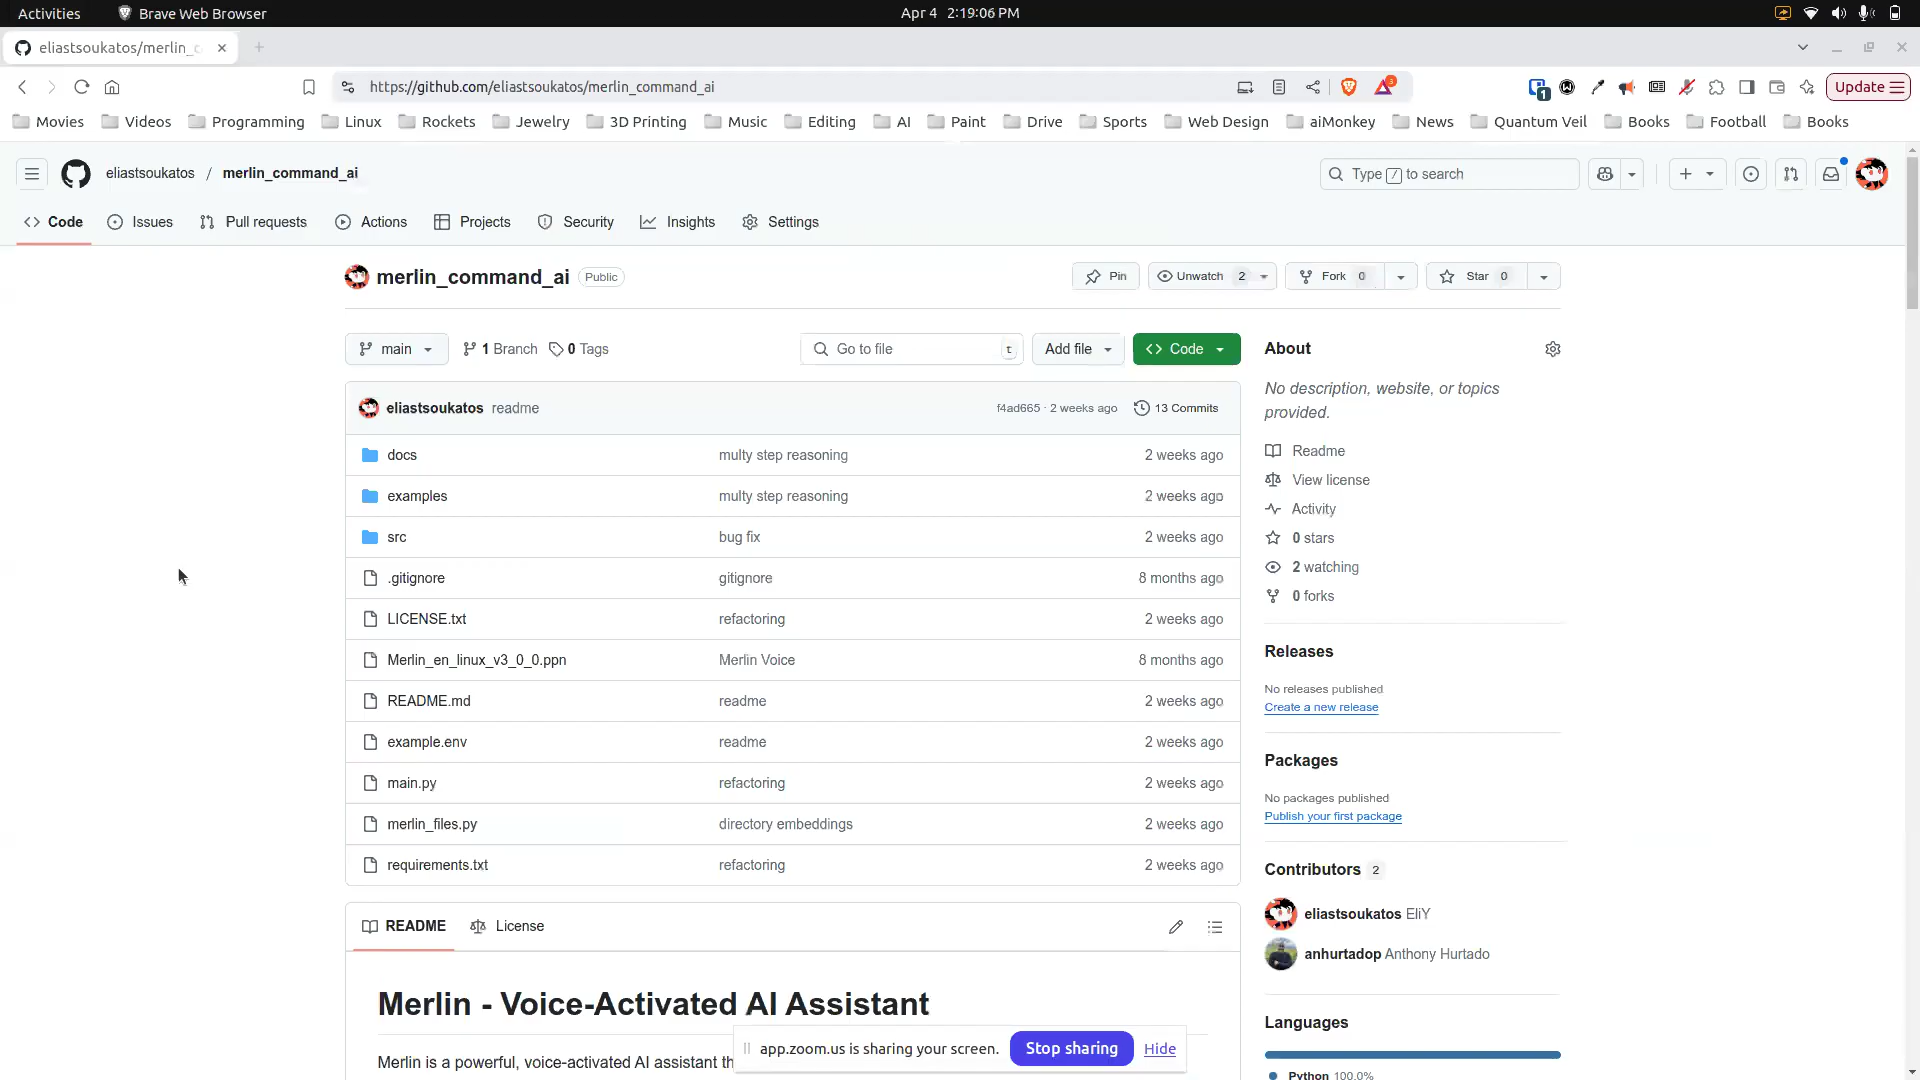 Activities
Brave Web Browser
Apr 4 2:19:06 PM
eliastsoukatos/merlin_c
https://github.com/eliastsoukatos/merlin_command_ai
3
1
Update
Movies
Videos
Programming
Linux
Rockets
Jewelry
3D Printing
Music
Editing
AI
Paint
Drive
Sports
Web Design
aiMonkey
News
Quantum Veil
Books
Football
Books
eliastsoukatos / merlin_command_ai
Type / to search
Code
Issues
Pull requests
Actions
Projects
Security
Insights
Settings
merlin_command_ai Public
Pin
Unwatch 2
Fork 0
Star 0
main
1 Branch
0 Tags
Go to file t
Add file
Code
eliastsoukatos readme
f4ad665 · 2 weeks ago
13 Commits
docs multy step reasoning 2 weeks ago
examples multy step reasoning 2 weeks ago
src bug fix 2 weeks ago
.gitignore gitignore 8 months ago
LICENSE.txt refactoring 2 weeks ago
Merlin_en_linux_v3_0_0.ppn Merlin Voice 8 months ago
README.md readme 2 weeks ago
example.env readme 2 weeks ago
main.py refactoring 2 weeks ago
merlin_files.py directory embeddings 2 weeks ago
requirements.txt refactoring 2 weeks ago
README
License
Merlin - Voice-Activated AI Assistant
Merlin is a powerful, voice-activated AI assistant th
About
No description, website, or topics
provided.
Readme
View license
Activity
0 stars
2 watching
0 forks
Releases
No releases published
Create a new release
Packages
No packages published
Publish your first package
Contributors 2
eliastsoukatos EliY
anhurtadop Anthony Hurtado
Languages
Python 100.0%
app.zoom.us is sharing your screen.
Stop sharing
Hide